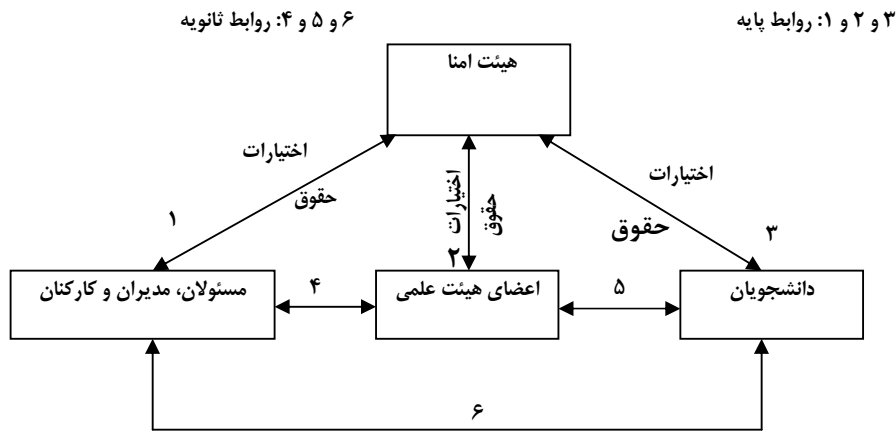 ۳ و ۲ و ۱: روابط پایه
۶ و ۵ و ۴: روابط ثانویه
هیئت امنا
اختیارات
حقوق
۱
اختیارات
حقوق
۲
اختیارات
حقوق
۳
دانشجویان
۵
اعضای هیئت علمی
۴
مسئولان، مدیران و کارکنان
۶